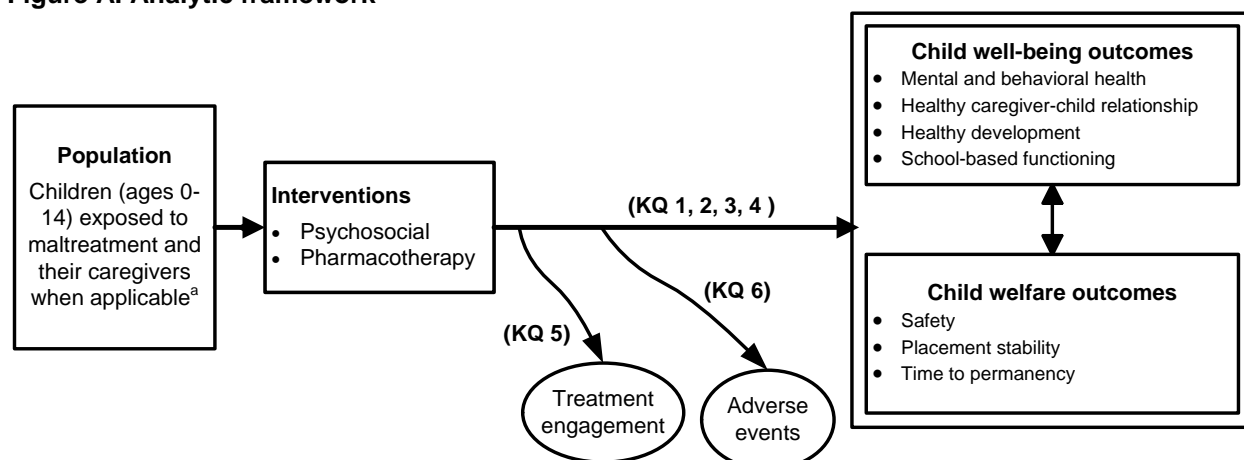 Figure A. Analytic framework
Population
Children (ages 0-
14) exposed to
maltreatment and
their caregivers
when applicablea
Interventions
• Psychosocial
• Pharmacotherapy
(KQ 1, 2, 3, 4 )
(KQ 5)
(KQ 6)
Treatment
engagement
Adverse
events
Child well-being outcomes
• Mental and behavioral health
• Healthy caregiver-child relationship
• Healthy development
• School-based functioning
Child welfare outcomes
• Safety
• Placement stability
• Time to permanency